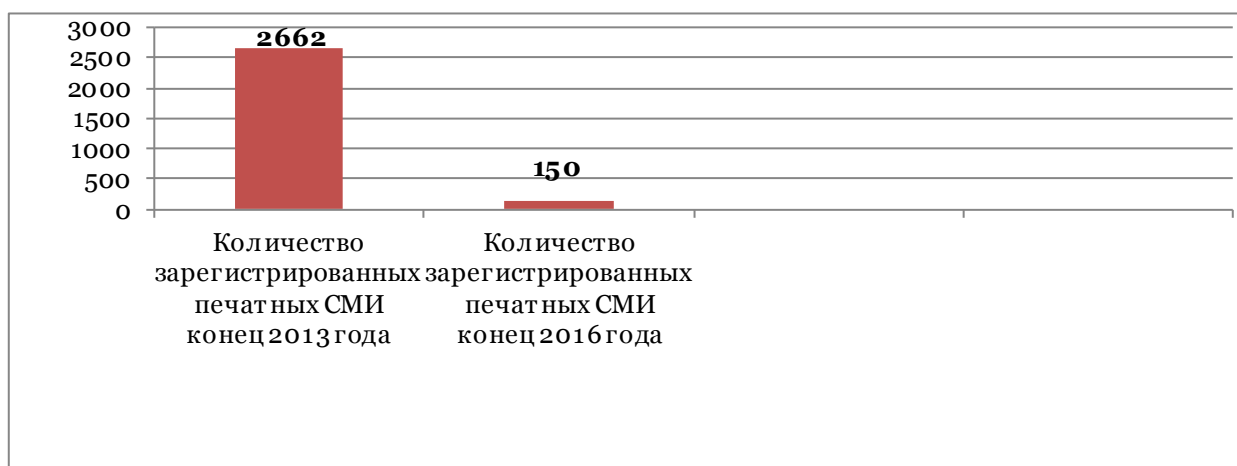 3000
2500
2000
1500
1000
500
0
2662
150
Количество
зарегистрированных
печатных СМИ
конец 2013 года
Количество
зарегистрированных
печатных СМИ
конец 2016 года